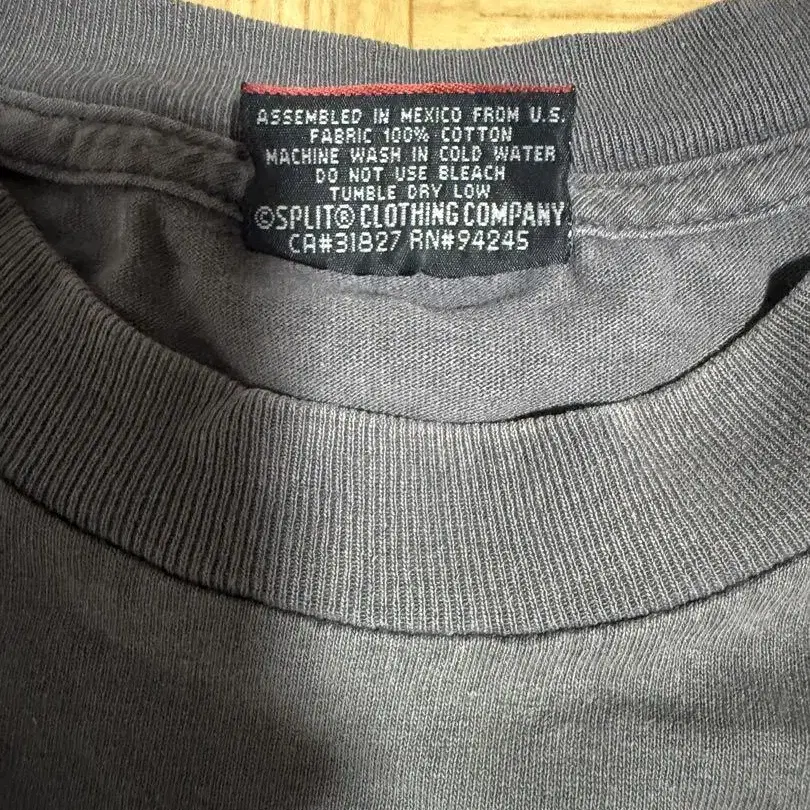 ASSEMBLED IN MEXICO FROM U.S.
FABRIC 100% COTTON
MACHINE WASH IN COLD WATER
DO NOT USE BLEACH
TUMBLE DRY LOW
©SPLIT® CLOTHING COMPANY
CA#31827 RN#94245